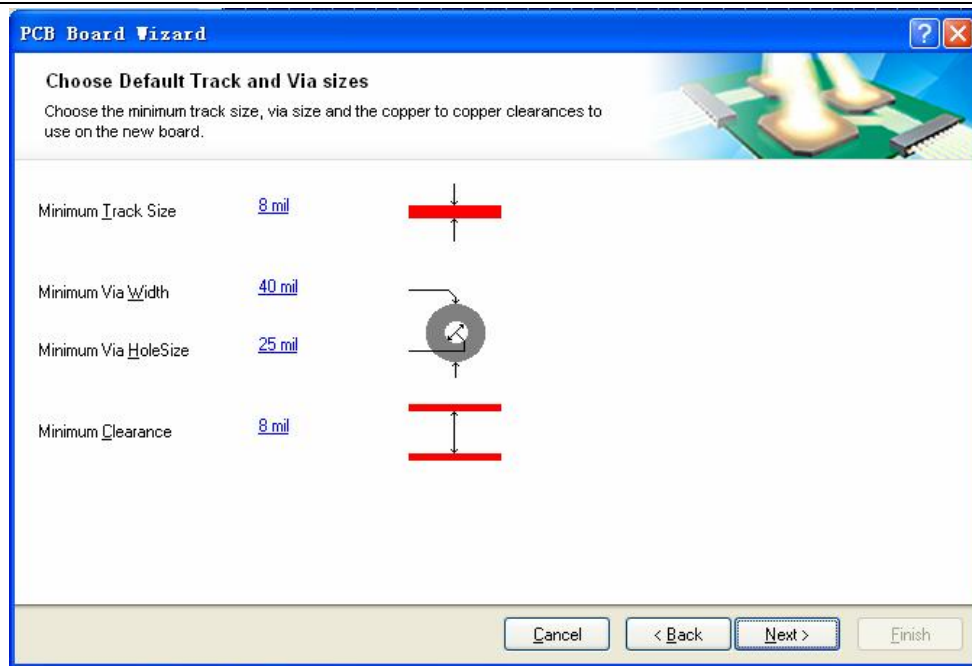 PCB Board Wizard
Choose Default Track and Via sizes
Choose the minimum track size, via size and the copper to copper clearances to
use on the new board.
Minimum Track Size 8 mil
Minimum Via Width 40 mil
Minimum Via HoleSize 25 mil
Minimum Clearance 8 mil
Cancel < Back Next > Finish